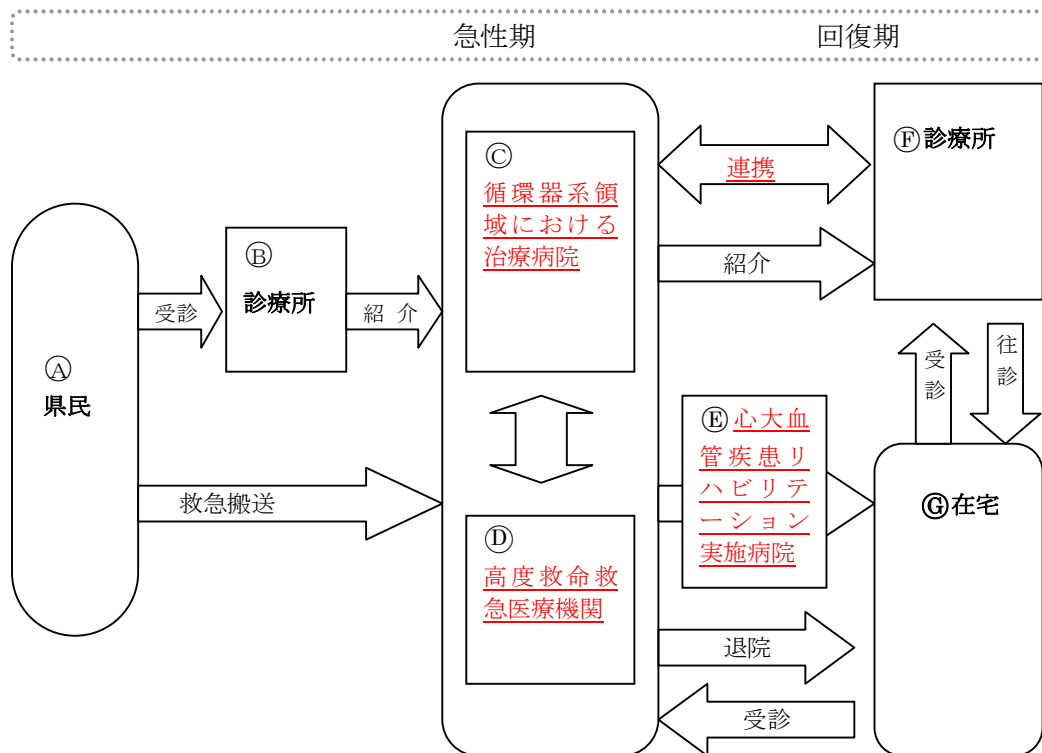 急性期
回復期
Ⓐ
県民
受診
救急搬送
Ⓑ
診療所
紹介
Ⓒ
循環器系領
域における
治療病院
Ⓓ
高度救命救
急医療機関
連携
紹介
Ⓔ心大血
管疾患リ
ハビリテ
ーション
実施病院
退院
受診
Ⓕ診療所
受診
往診
Ⓖ在宅